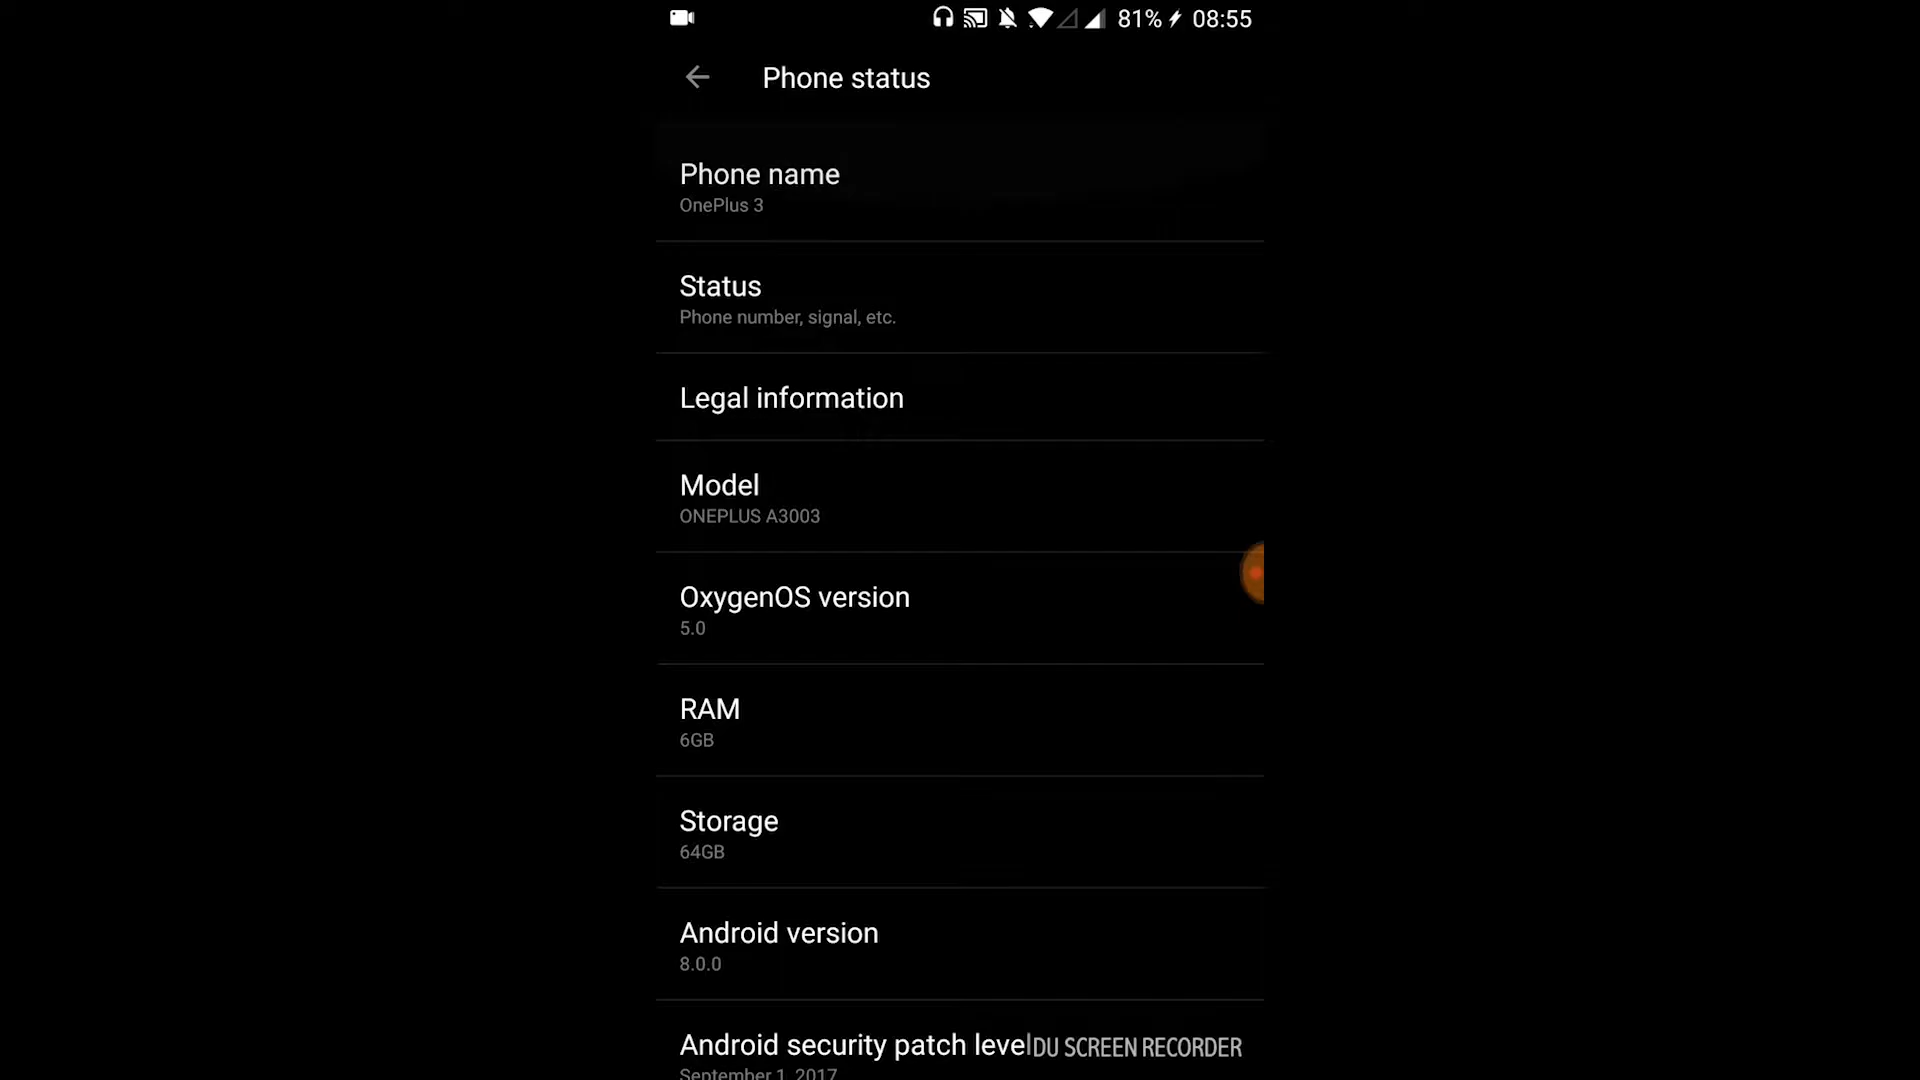 81% 08:55
Phone status
Phone name
OnePlus 3
Status
Phone number, signal, etc.
Legal information
Model
ONEPLUS A3003
OxygenOS version
5.0
RAM
6GB
Storage
64GB
Android version
8.0.0
Android security patch level
DU SCREEN RECORDER
September 1, 2017